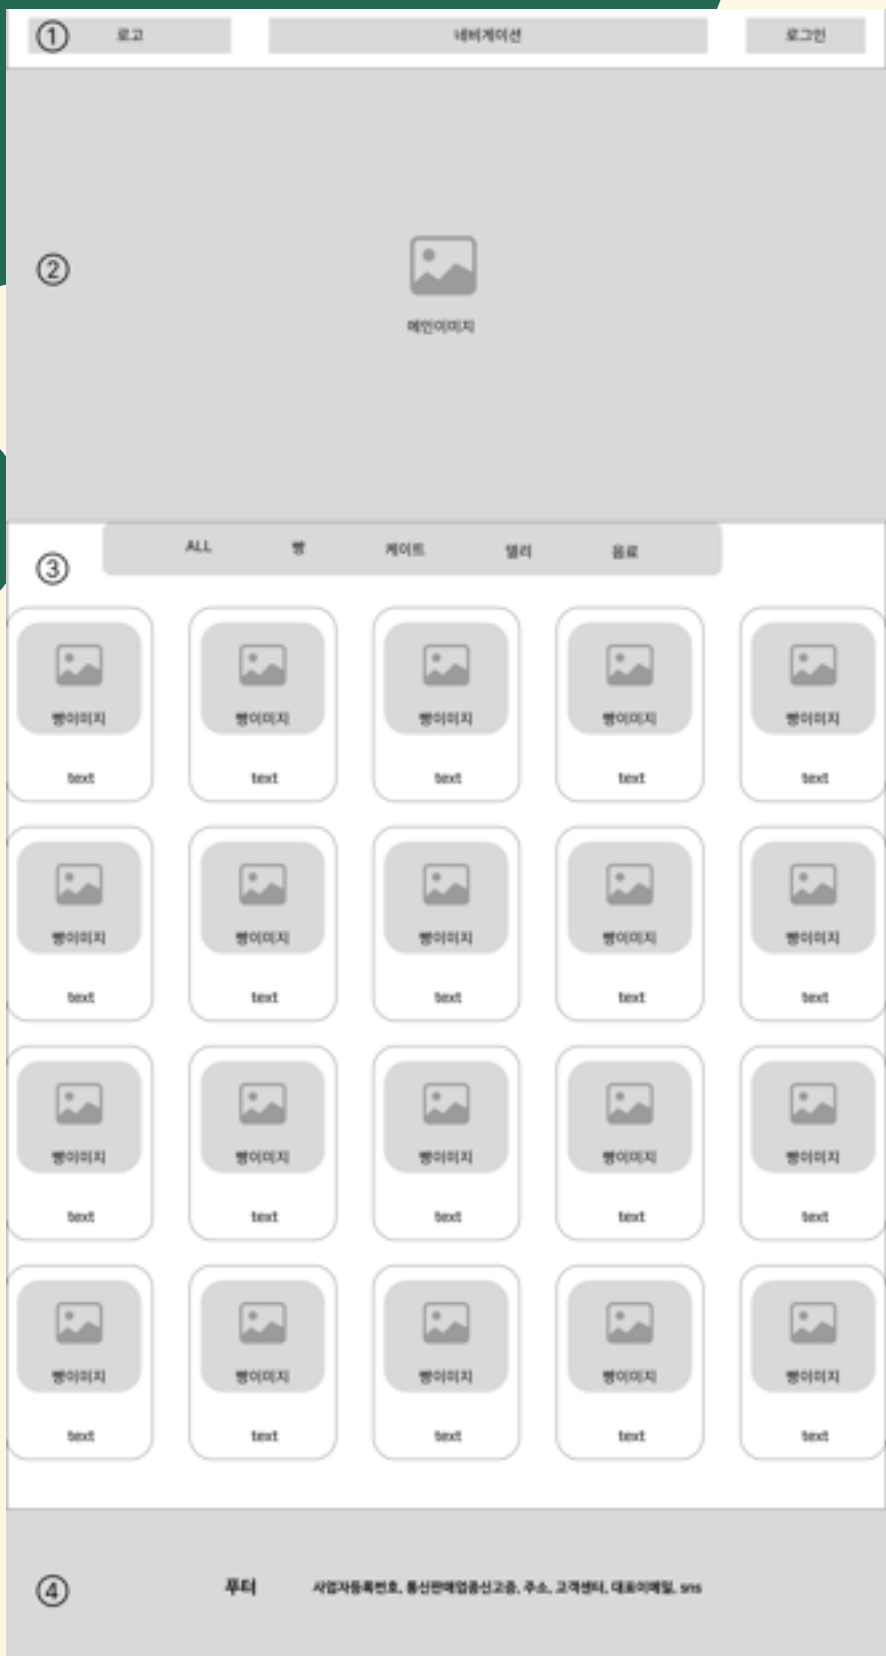 ① 로고 네비게이션 로그인
②
메인이미지
③ ALL 빵 케이트 델리 음료
빵이미지 빵이미지 빵이미지 빵이미지 빵이미지
text text text text text
빵이미지 빵이미지 빵이미지 빵이미지 빵이미지
text text text text text
빵이미지 빵이미지 빵이미지 빵이미지 빵이미지
text text text text text
빵이미지 빵이미지 빵이미지 빵이미지 빵이미지
text text text text text
④ 푸터 사업자등록번호, 통신판매업종신고증, 주소, 고객센터, 대표이메일, sns